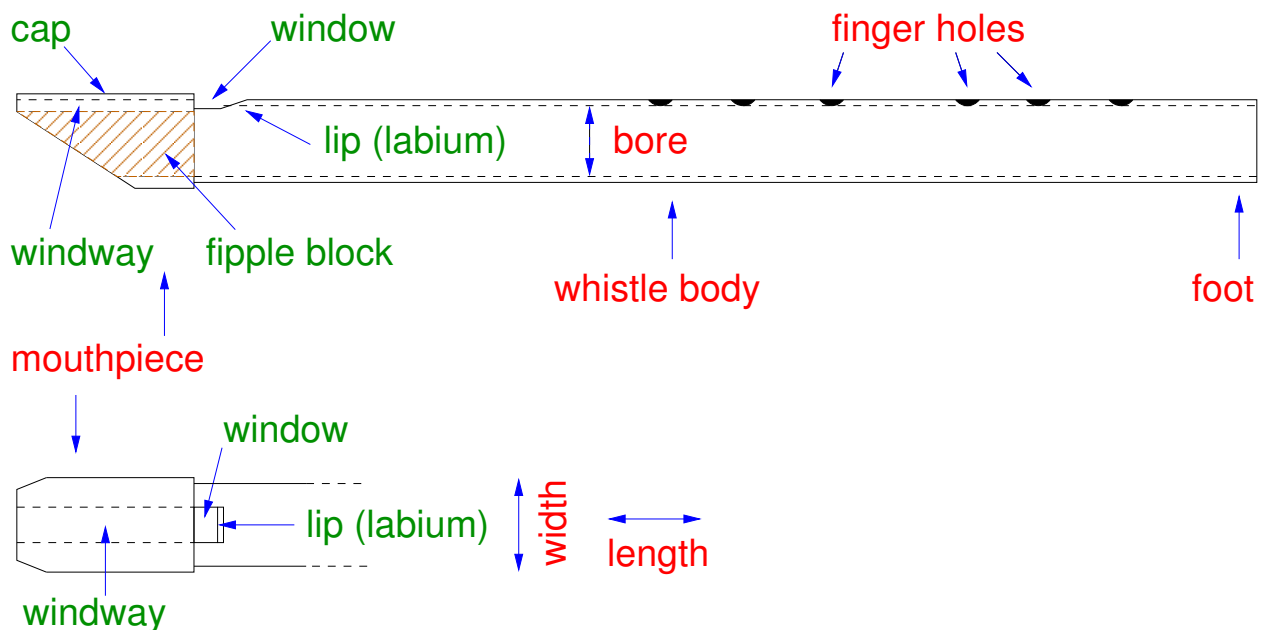 cap
window
finger holes
lip (labium)
bore
windway
fipple block
whistle body
foot
mouthpiece
window
lip (labium)
width
length
windway